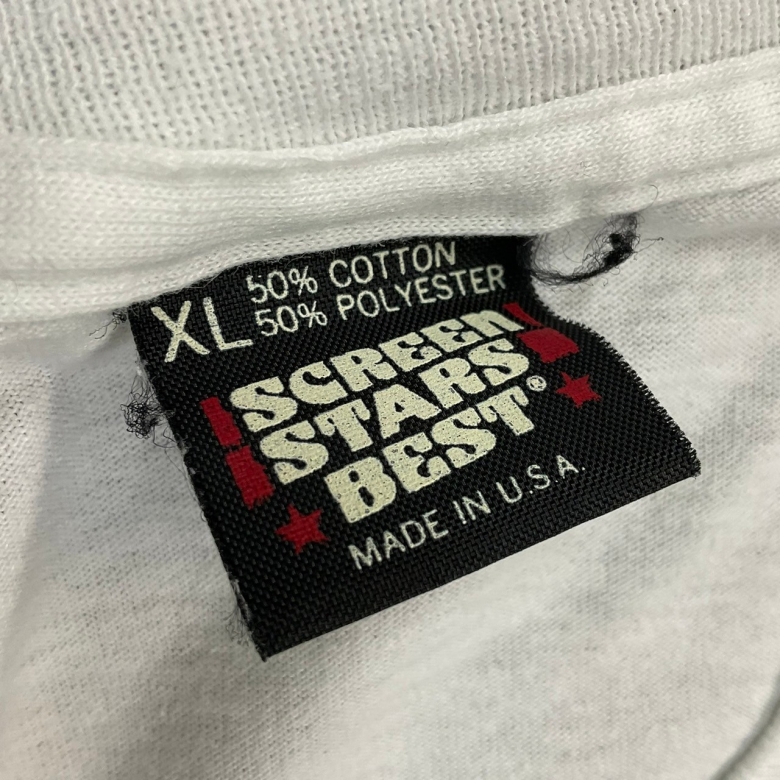 50% COTTON
XL 50% POLYESTER
SCREEN
STARS
BEST®
MADE IN U.S.A.